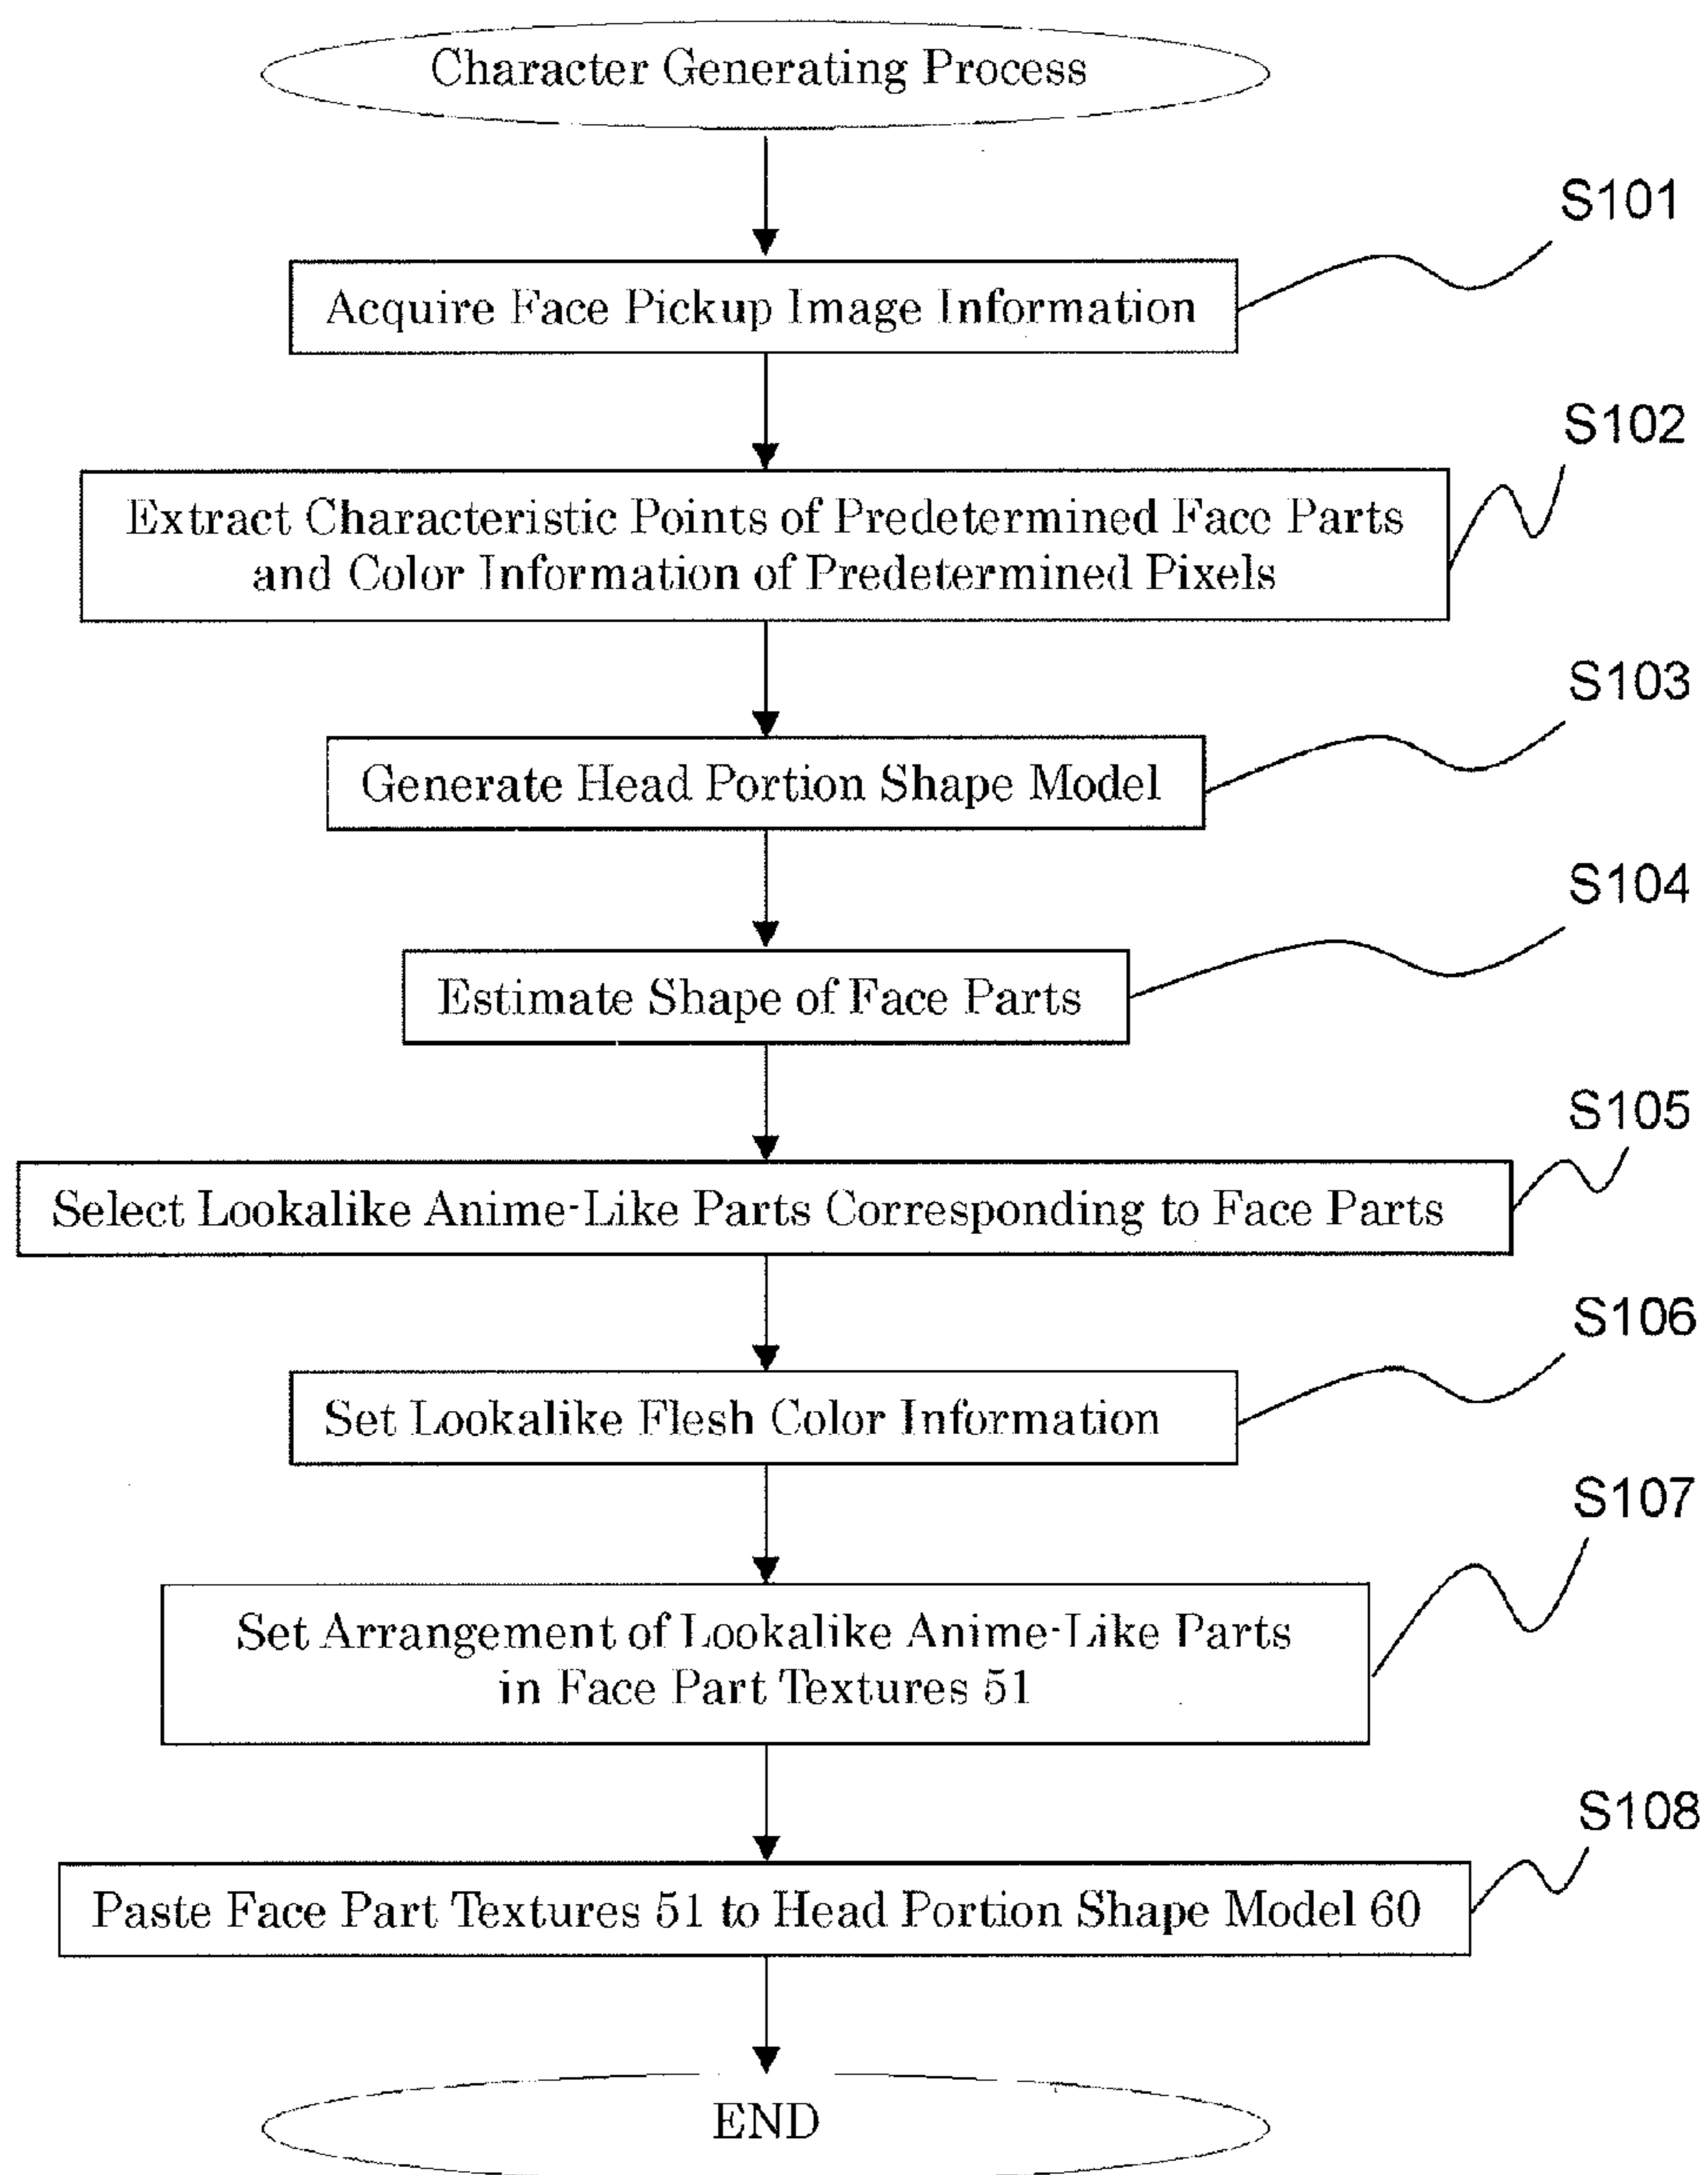 Character Generating Process
S101
Acquire Face Pickup Image Information
S102
Extract Characteristic Points of Predetermined Face Parts
and Color Information of Predetermined Pixels
S103
Generate Head Portion Shape Model
S104
Estimate Shape of Face Parts
S105
Select Lookalike Anime-Like Parts Corresponding to Face Parts
S106
Set Lookalike Flesh Color Information
S107
Set Arrangement of Lookalike Anime-Like Parts
in Face Part Textures 51
S108
Paste Face Part Textures 51 to Head Portion Shape Model 60
END